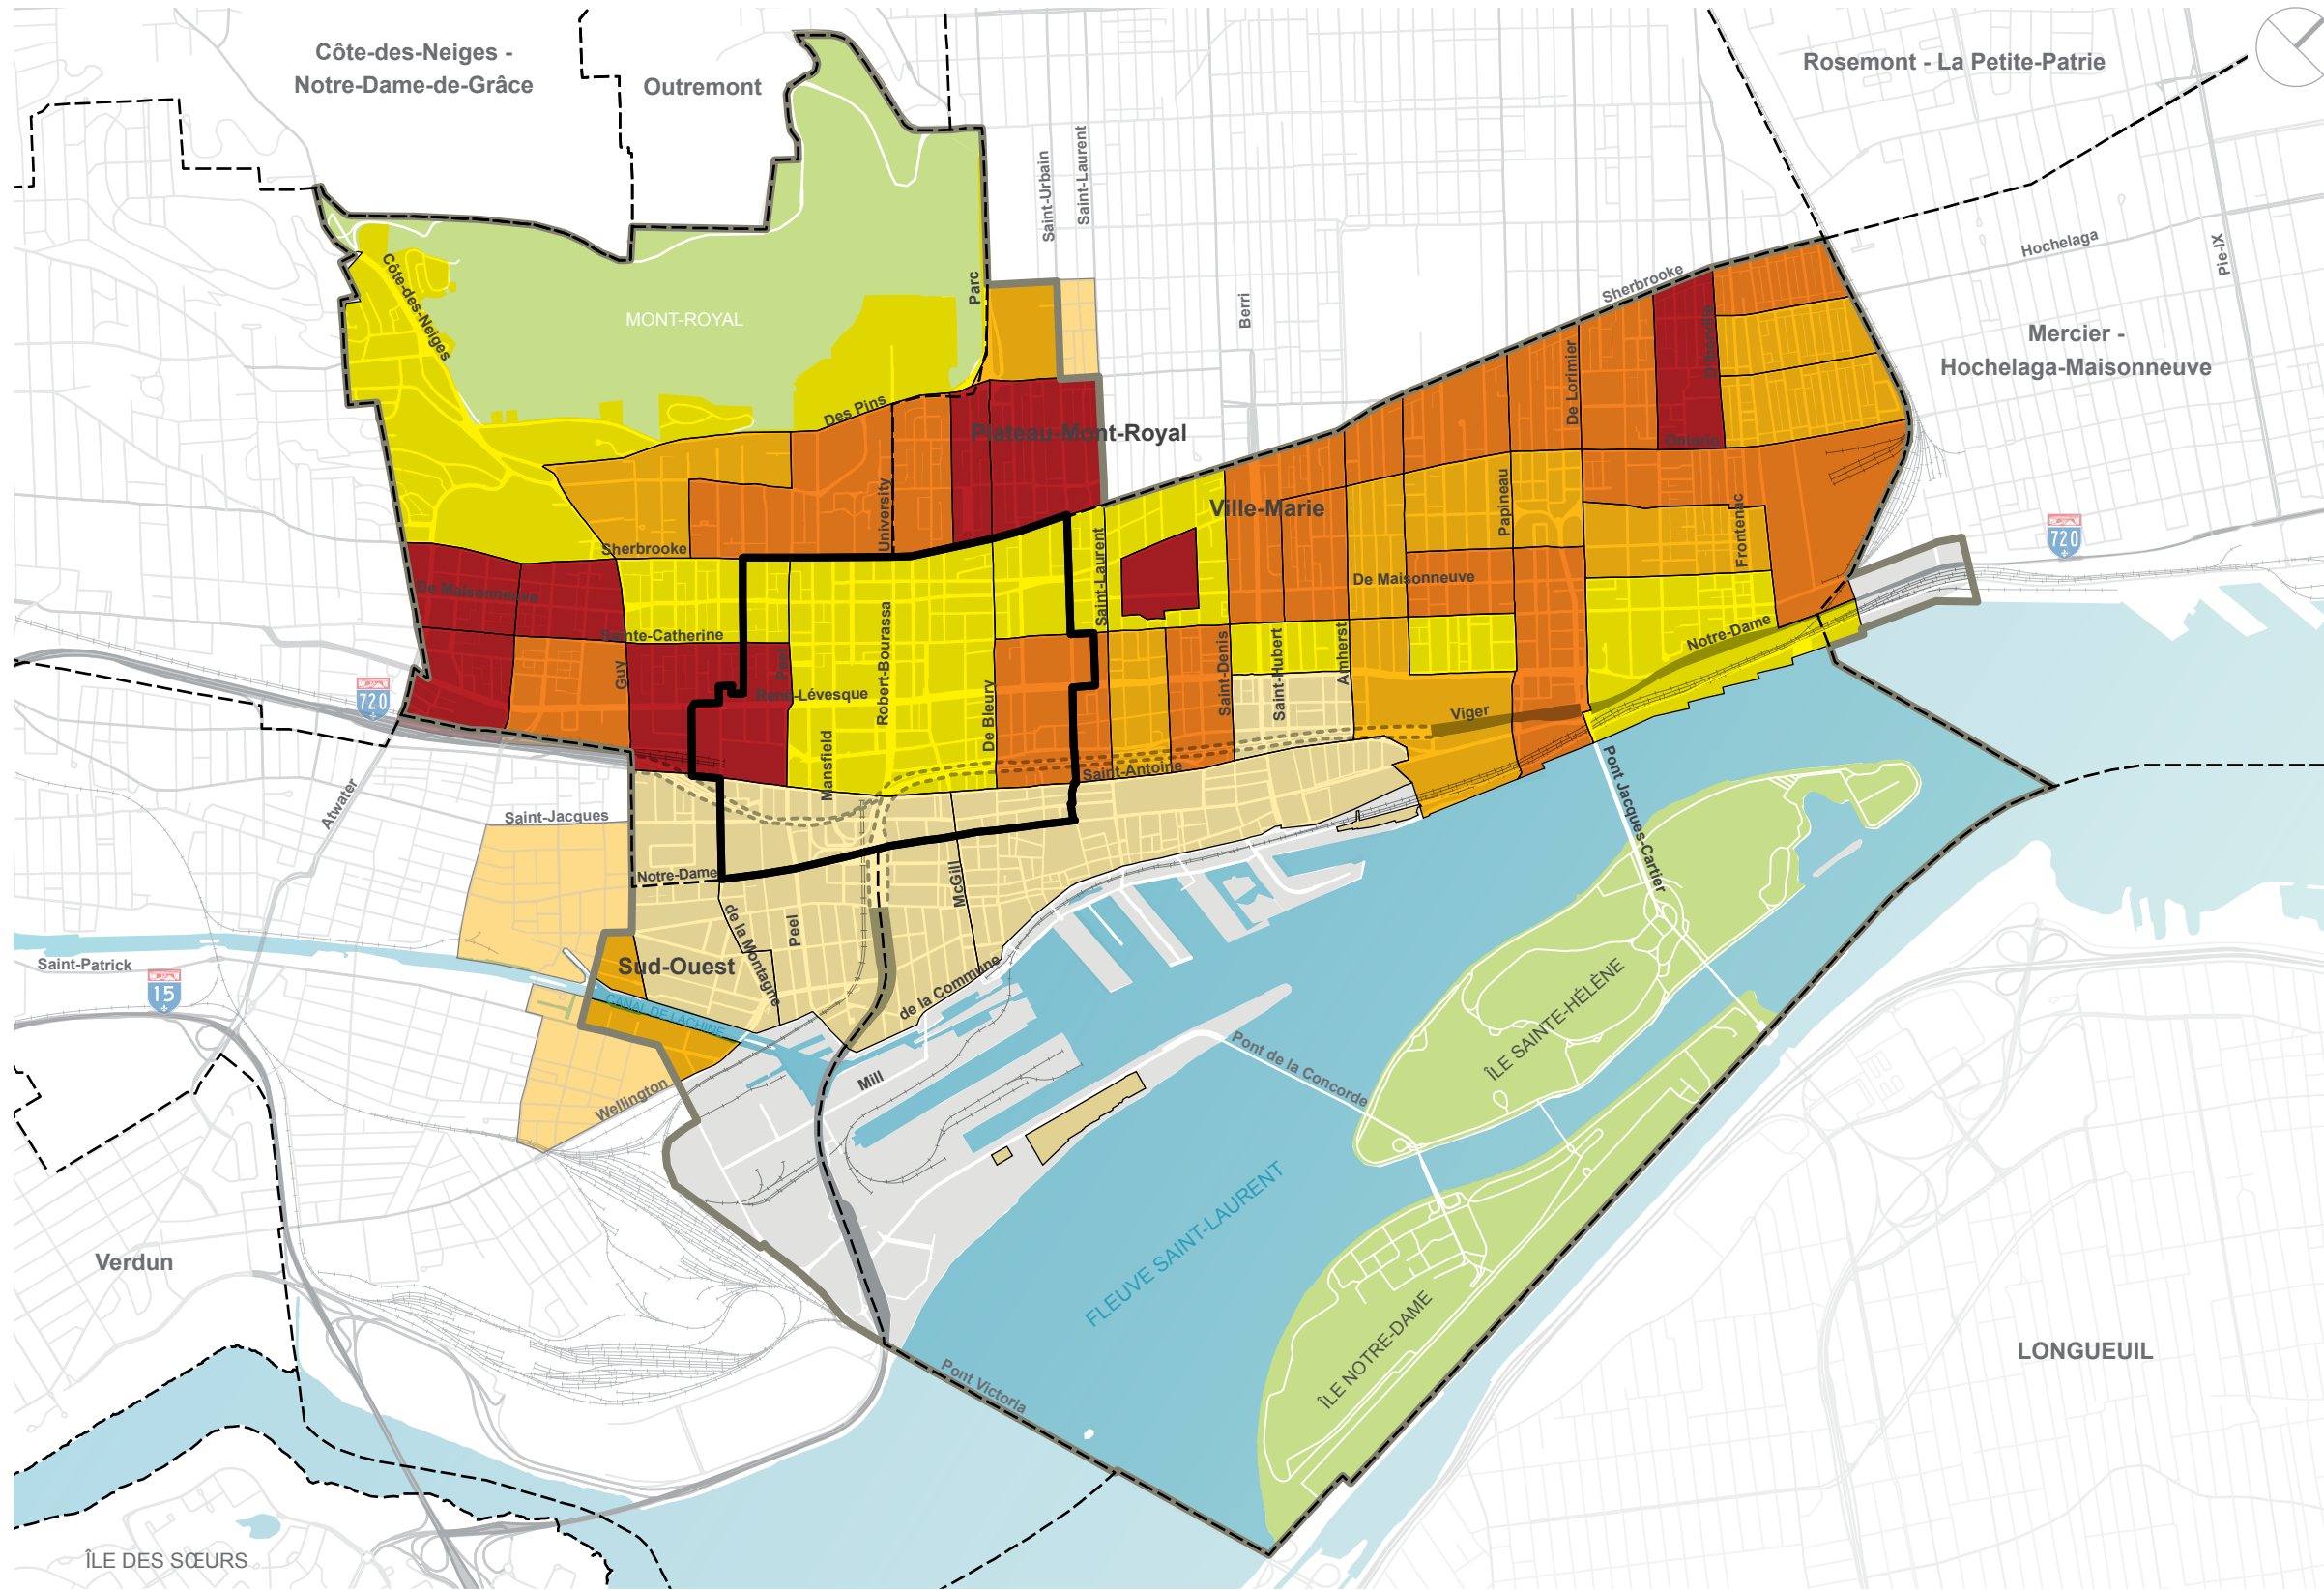 Côte-des-Neiges -
Notre-Dame-de-Grâce
Outremont
Rosemont - La Petite-Patrie
Saint-Urbain
Saint-Laurent
Hochelaga
Pie-IX
Côte-des-Neiges
Parc
Berri
Sherbrooke
MONT-ROYAL
D'Iberville
De Lorimier
Mercier -
Hochelaga-Maisonneuve
Des Pins
Plateau-Mont-Royal
Ontario
University
Ville-Marie
Papineau
Frontenac
720
Sherbrooke
De Maisonneuve
Saint-Laurent
De Maisonneuve
Sainte-Catherine
Notre-Dame
Guy
Peel
Robert-Bourassa
De Bleury
Saint-Denis
Saint-Hubert
Amherst
720
René-Lévesque
Viger
Mansfield
Saint-Antoine
Atwater
Saint-Jacques
Pont Jacques-Cartier
Notre-Dame
McGill
de la Montagne
Peel
Saint-Patrick
15
Sud-Ouest
de la Commune
CANAL DE LACHINE
ÎLE SAINTE-HÉLÈNE
Mill
Pont de la Concorde
Wellington
Verdun
FLEUVE SAINT-LAURENT
ÎLE NOTRE-DAME
LONGUEUIL
Pont Victoria
ÎLE DES SŒURS